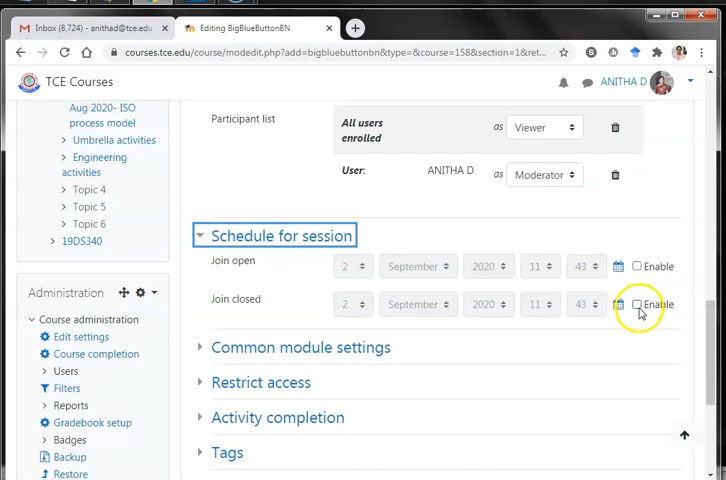 Inbox (8,724) - anithad@tce.edu
Editing BigBlueButtonBN
courses.tce.edu/course/modedit.php?add=bigbluebuttonbn&type=&course=158&section=1&ret...
TCE Courses
ANITHA D
Aug 2020- ISO
process model
Umbrella activities
Engineering
activities
Topic 4
Topic 5
Topic 6
19DS340
Administration
Course administration
Edit settings
Course completion
Users
Filters
Reports
Gradebook setup
Badges
Backup
Restore
Participant list
All users
enrolled
as
Viewer
User:
ANITHA D
as
Moderator
Schedule for session
Join open
2 September 2020 11 43 Enable
Join closed
2 September 2020 11 43 Enable
Common module settings
Restrict access
Activity completion
Tags